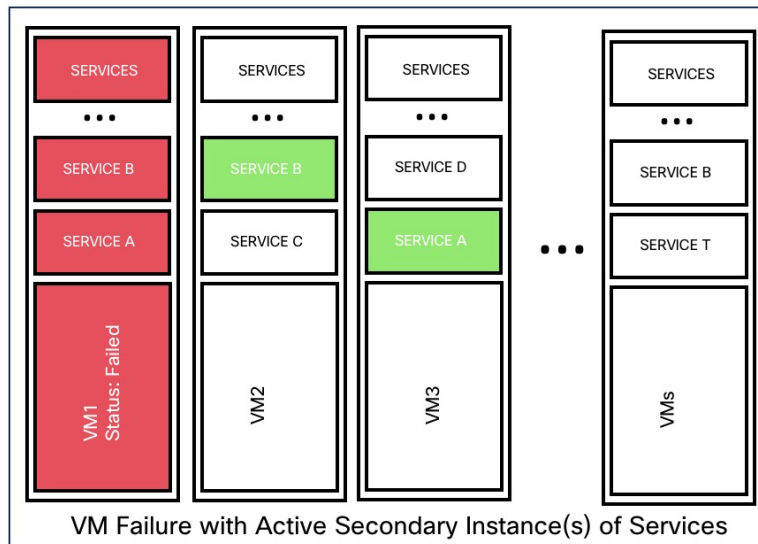 SERVICES
...
SERVICE B
SERVICE A
VM1
Status: Failed
SERVICES
...
SERVICE B
SERVICE C
VM2
SERVICES
...
SERVICE D
SERVICE A
VM3
...
SERVICES
...
SERVICE B
SERVICE T
VMs
VM Failure with Active Secondary Instance(s) of Services